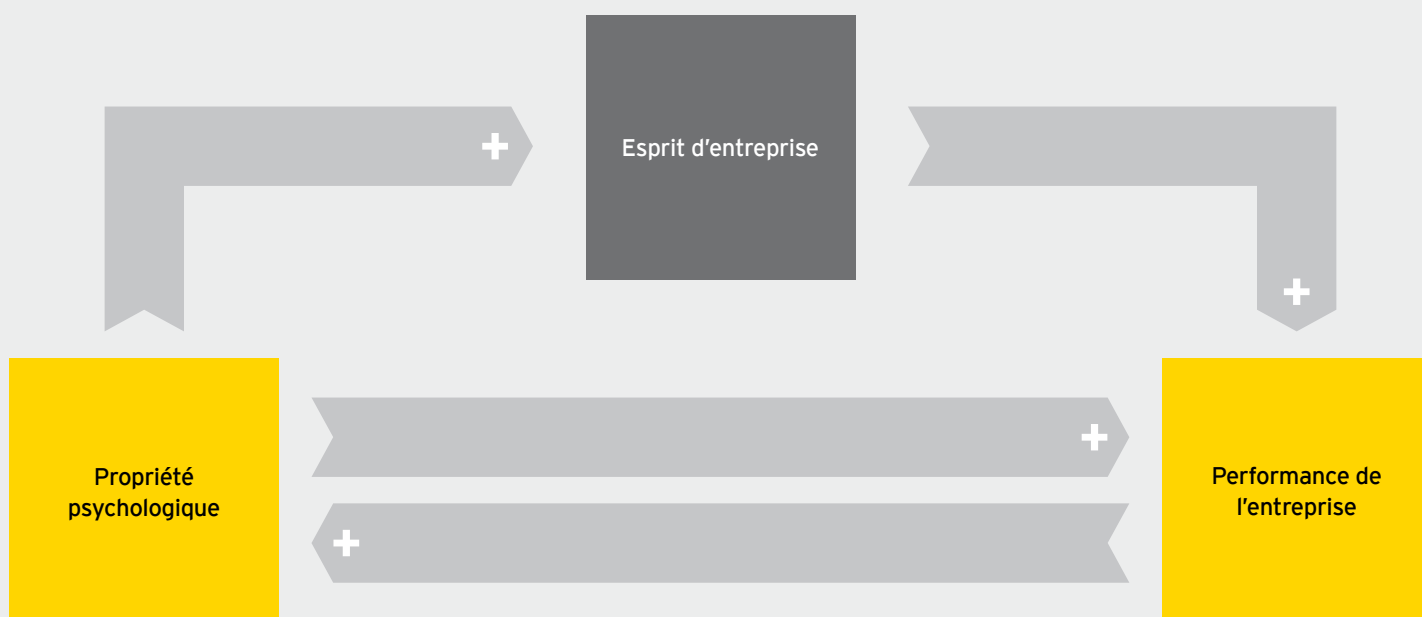 +
Esprit d’entreprise
+
Propriété
psychologique
+
+
Performance de
l’entreprise